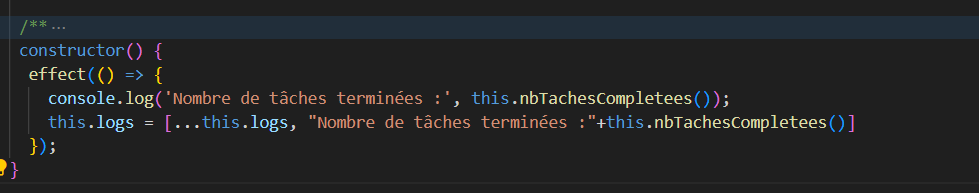 /** ...
constructor() {
effect(() => {
console.log('Nombre de tâches terminées :', this.nbTachesCompletees());
this.logs = [...this.logs, "Nombre de tâches terminées :"+this.nbTachesCompletees()]
});
}